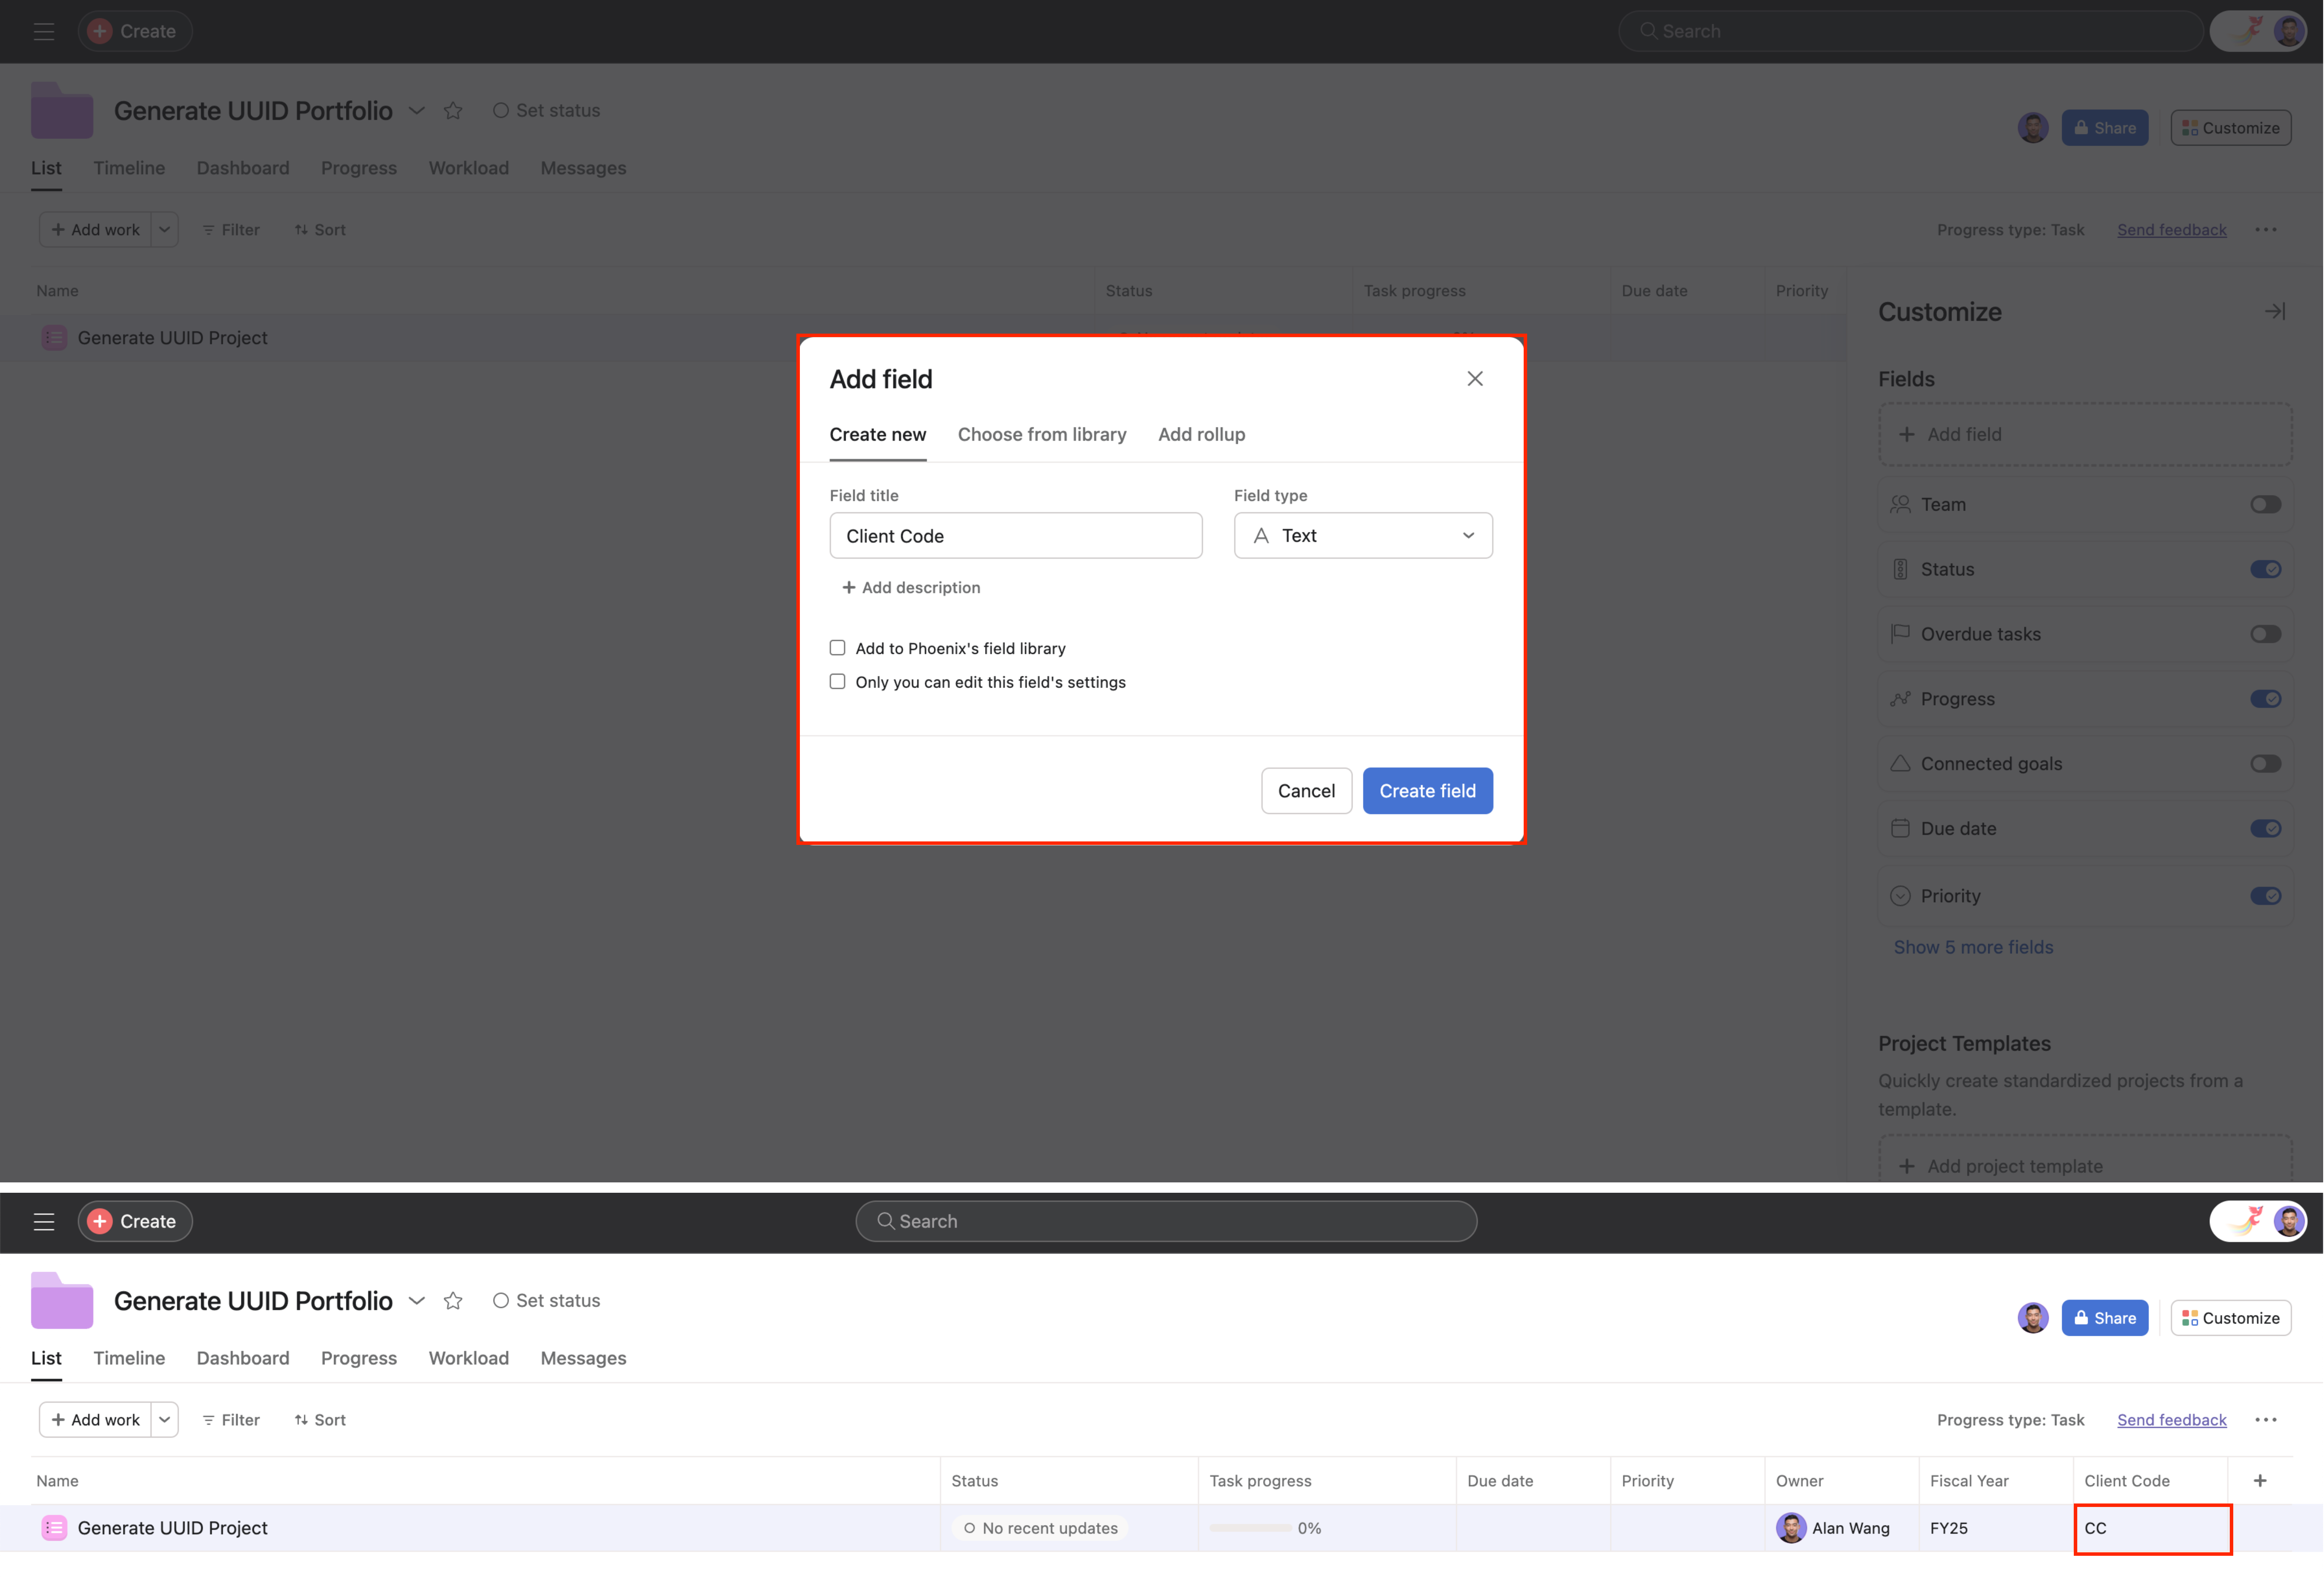 Create
Search
Generate UUID Portfolio
Set status
Share
Customize
List Timeline Dashboard Progress Workload Messages
Add work Filter Sort
Progress type: Task Send feedback
Name Status Task progress Due date Priority
Generate UUID Project
Add field
Create new Choose from library Add rollup
Field title Field type
Client Code Text
Add description
Add to Phoenix's field library
Only you can edit this field's settings
Cancel Create field
Customize
Fields
Add field
Team
Status
Overdue tasks
Progress
Connected goals
Due date
Priority
Show 5 more fields
Project Templates
Quickly create standardized projects from a
template.
Add project template
Create
Search
Generate UUID Portfolio
Set status
Share
Customize
List Timeline Dashboard Progress Workload Messages
Add work Filter Sort
Progress type: Task Send feedback
Name Status Task progress Due date Priority Owner Fiscal Year Client Code
Generate UUID Project No recent updates 0% Alan Wang FY25 CC